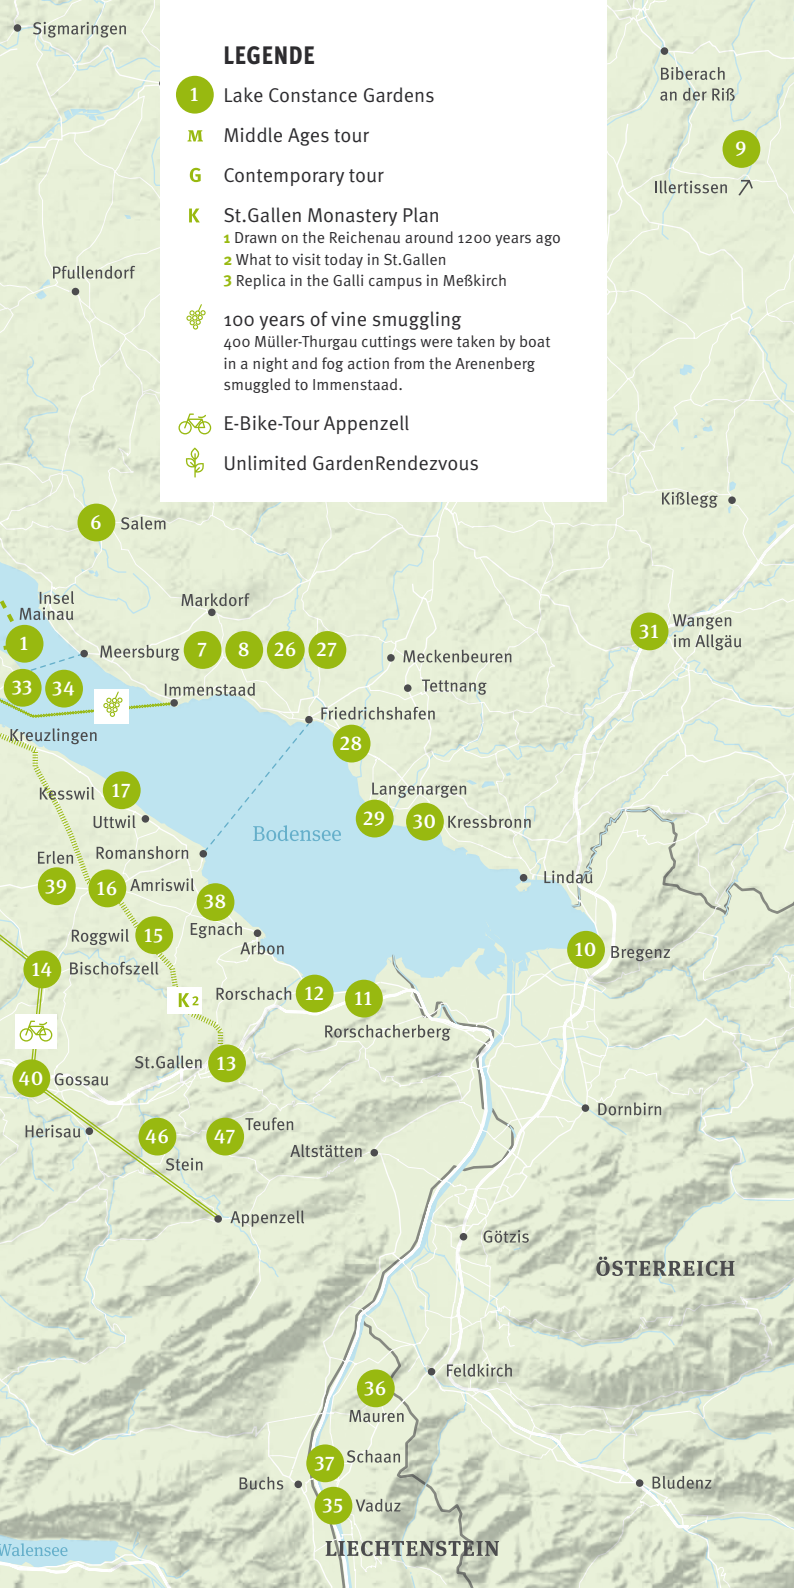 Sigmaringen
LEGENDE
1 Lake Constance Gardens
M Middle Ages tour
G Contemporary tour
K St.Gallen Monastery Plan
1 Drawn on the Reichenau around 1200 years ago
2 What to visit today in St.Gallen
3 Replica in the Galli campus in Meßkirch
100 years of vine smuggling
400 Müller-Thurgau cuttings were taken by boat
in a night and fog action from the Arenenberg
smuggled to Immenstaad.
E-Bike-Tour Appenzell
Unlimited GardenRendezvous
Biberach
an der Riß
9
Illertissen
Pfullendorf
Kißlegg
6 Salem
Insel
Mainau
1
Markdorf
31 Wangen
im Allgäu
Meersburg 7 8 26 27
Meckenbeuren
33 34
Tettnang
Immenstaad
Friedrichshafen
Kreuzlingen
28
Kesswil 17
Langenargen
29 30 Kressbronn
Uttwil
Bodensee
Romanshorn
Erlen
39 16 Amriswil
Lindau
38
Egnach
Roggwil 15
Arbon
10 Bregenz
14 Bischofszell
Rorschach 12 11
K2
Rorschacherberg
St.Gallen 13
40 Gossau
Dornbirn
Herisau
46
Stein
47 Teufen
Altstätten
Appenzell
Götzis
ÖSTERREICH
Feldkirch
36
Mauren
37 Schaan
Buchs
Bludenz
35 Vaduz
LIECHTENSTEIN
Walensee